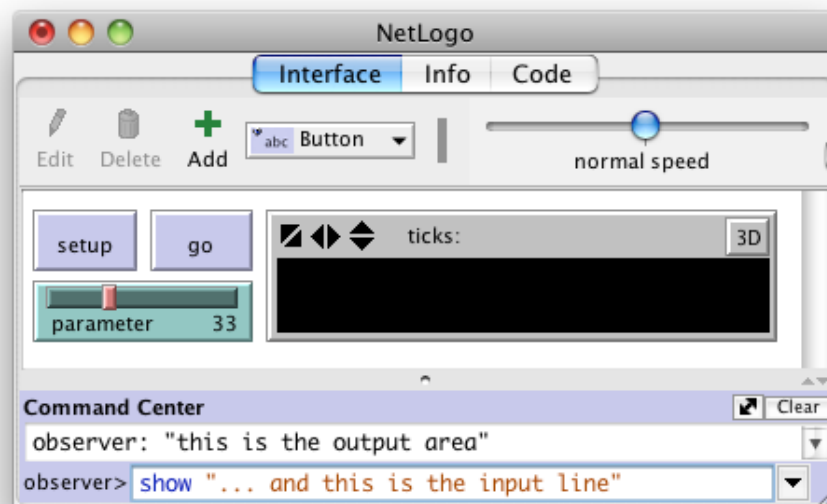 NetLogo
Interface Info Code
Edit Delete Add abc Button normal speed
setup go ticks: 3D
parameter 33
Command Center Clear
observer: "this is the output area"
observer> show "... and this is the input line"